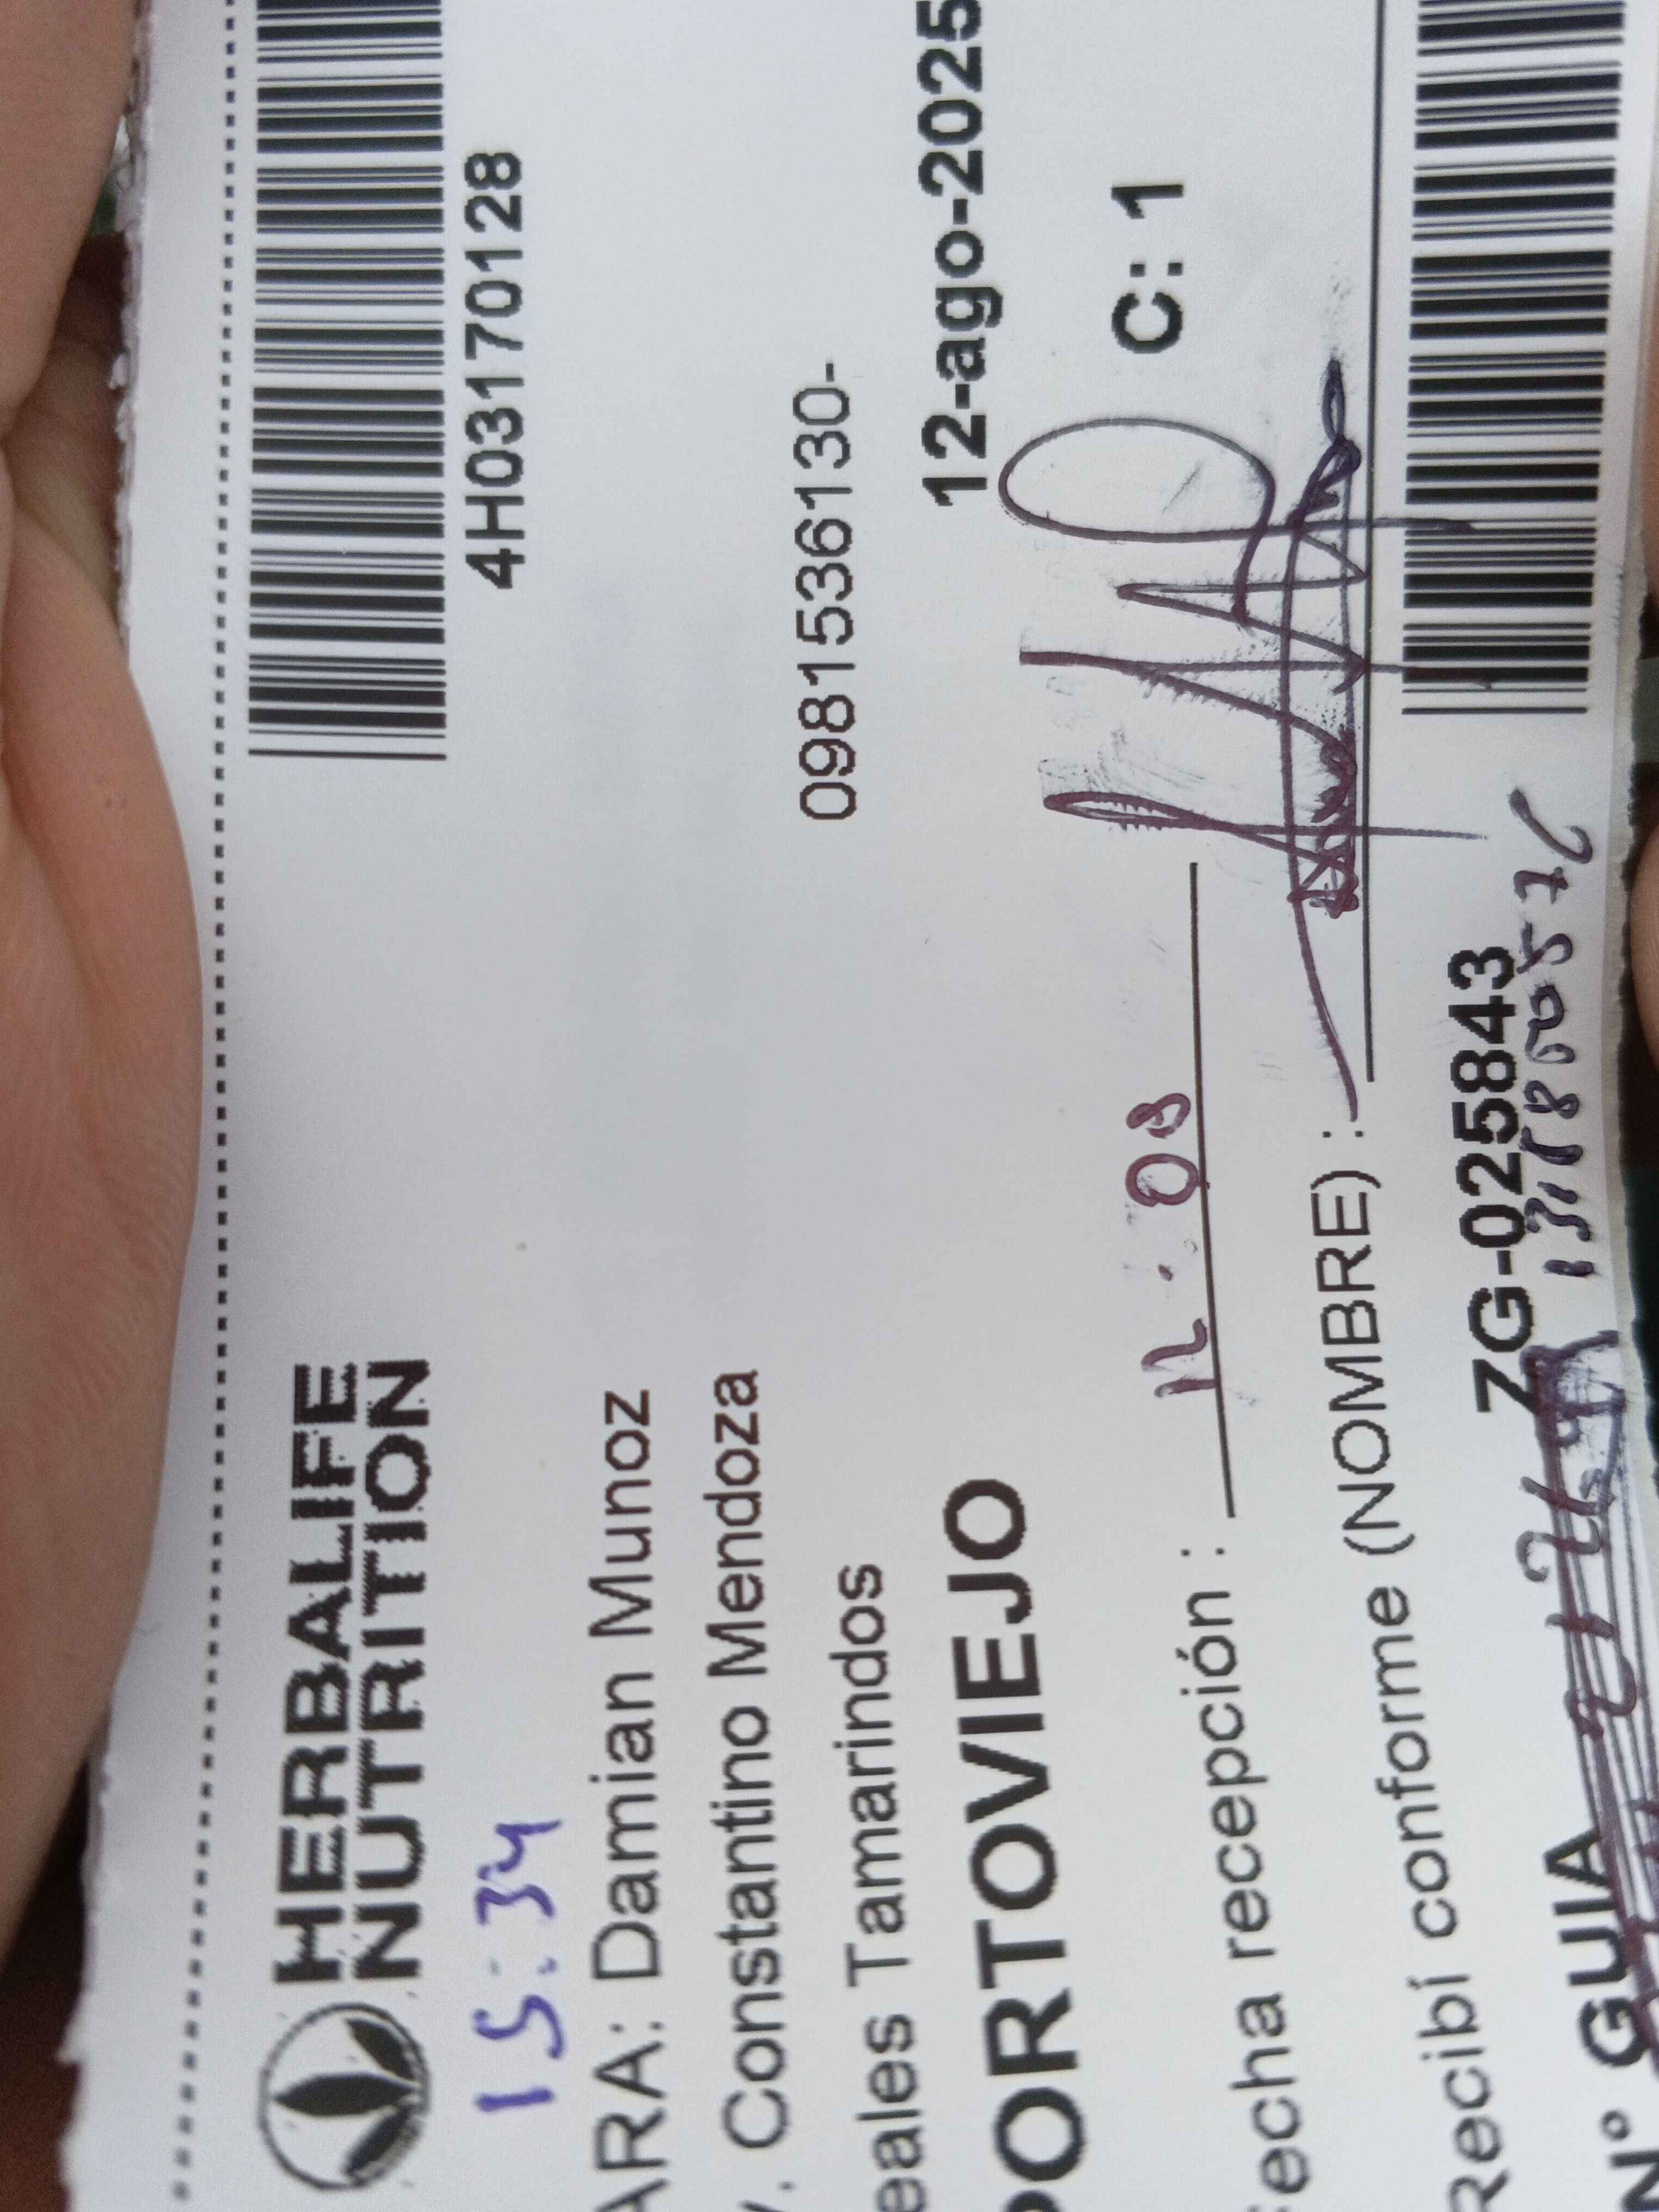 HERBALIFE
NUTRITION
4H03170128
15:34
ARA: Damian Munoz
. Constantino Mendoza
0981536130-
eales Tamarindos
ORTOVIEJO
12-ago-2025
echa recepción : 12.08
C: 1
Recibí conforme (NOMBRE) :
N° GUIA
ZG-025843